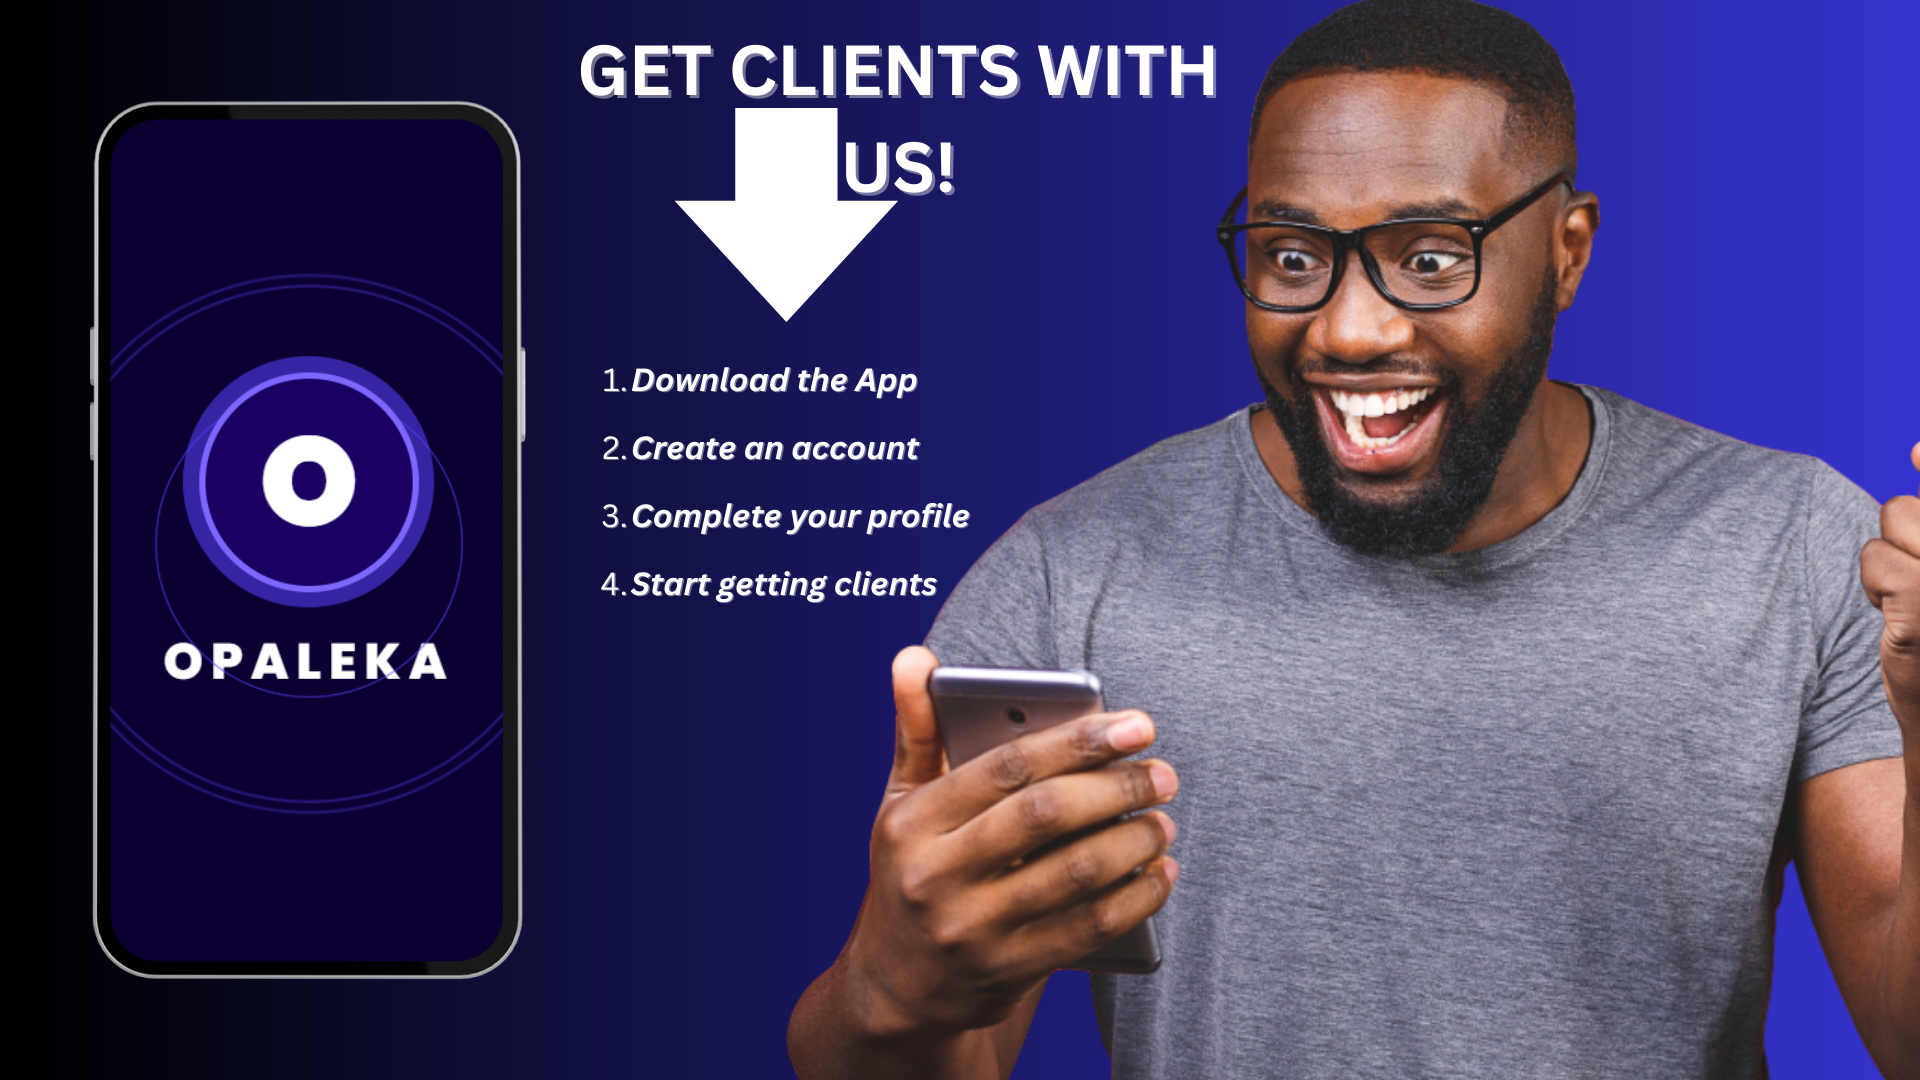 GET CLIENTS WITH
US!
1. Download the App
2. Create an account
3. Complete your profile
4. Start getting clients
O
OPALEKA